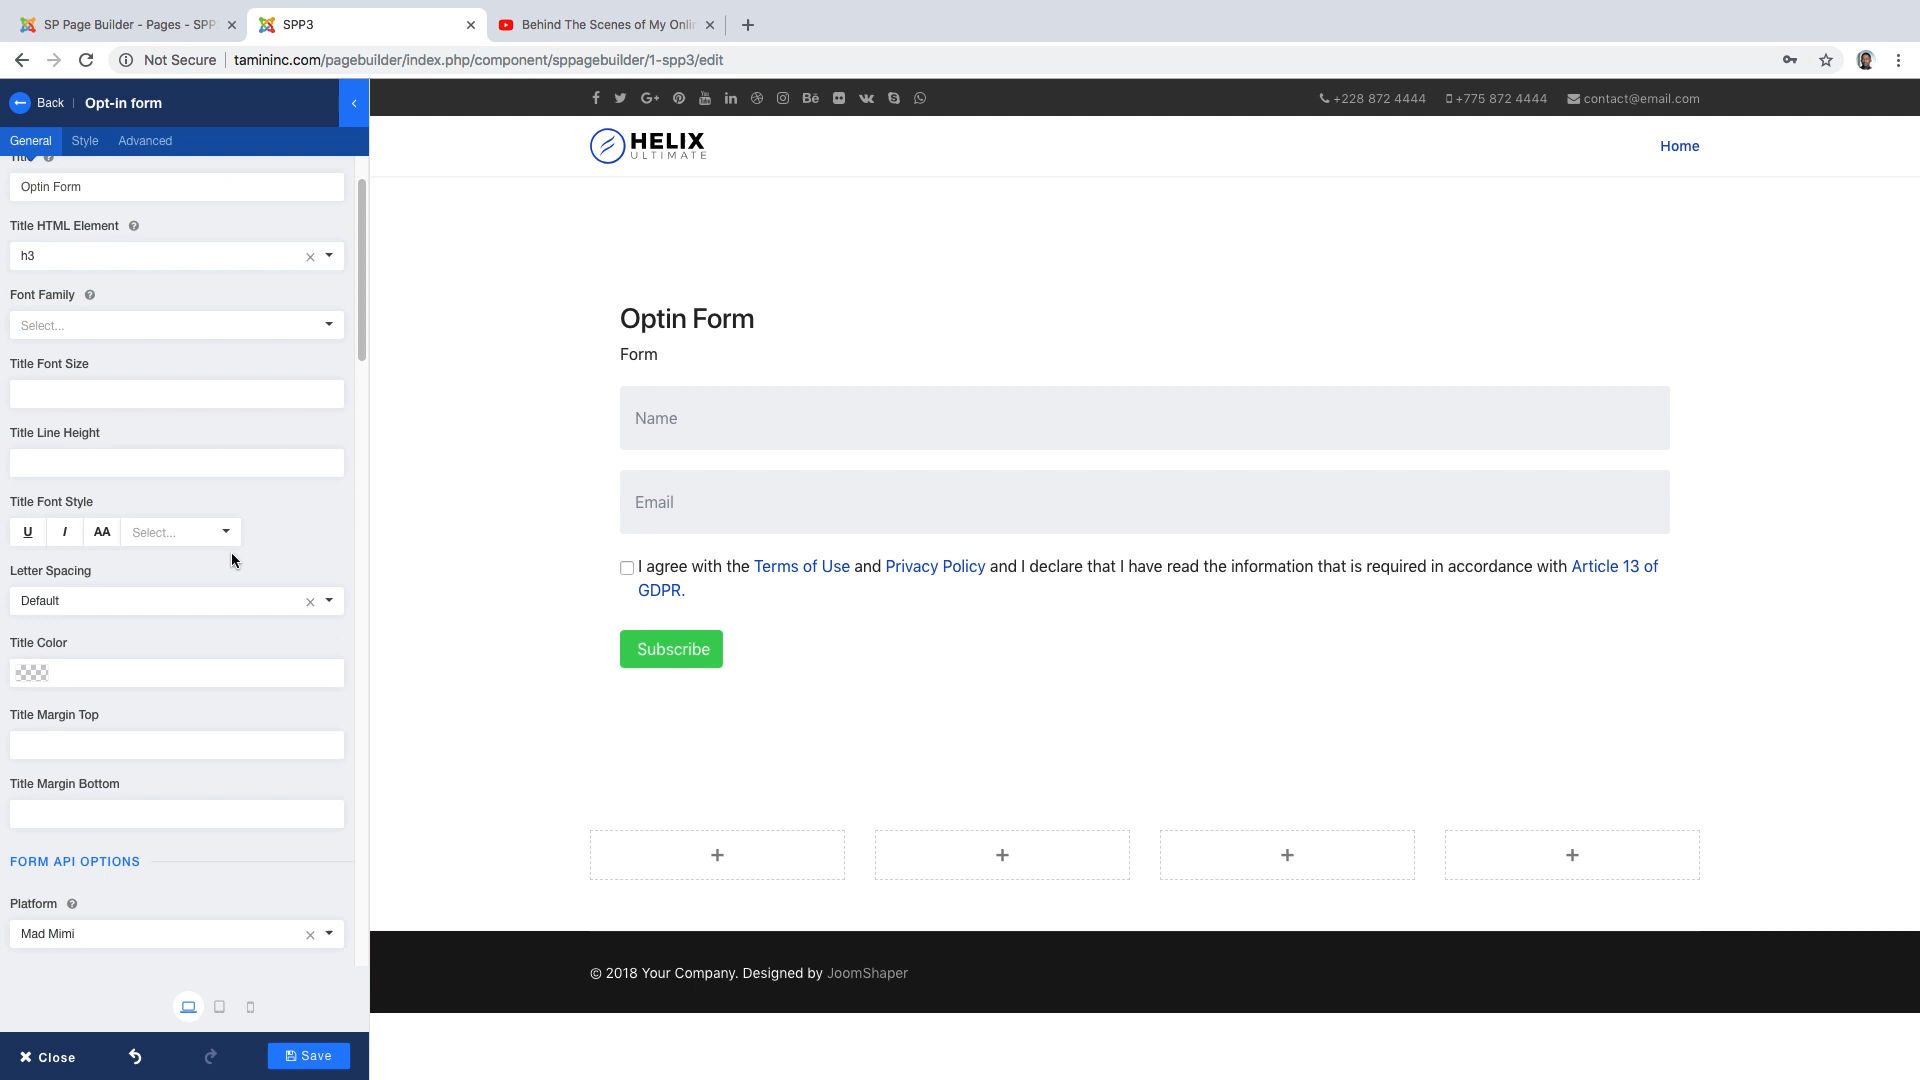 SP Page Builder - Pages - SPP
SPP3
Behind The Scenes of My Onli
Not Secure
tamininc.com/pagebuilder/index.php/component/sppagebuilder/1-spp3/edit
Back
Opt-in form
General
Style
Advanced
Title
Optin Form
Title HTML Element
h3
Font Family
Select...
Title Font Size
Title Line Height
Title Font Style
U
I
AA
Select...
Letter Spacing
Default
Title Color
Title Margin Top
Title Margin Bottom
FORM API OPTIONS
Platform
Mad Mimi
Close
Save
+228 872 4444
+775 872 4444
contact@email.com
HELIX
ULTIMATE
Home
Optin Form
Form
Name
Email
I agree with the Terms of Use and Privacy Policy and I declare that I have read the information that is required in accordance with Article 13 of
GDPR.
Subscribe
© 2018 Your Company. Designed by JoomShaper